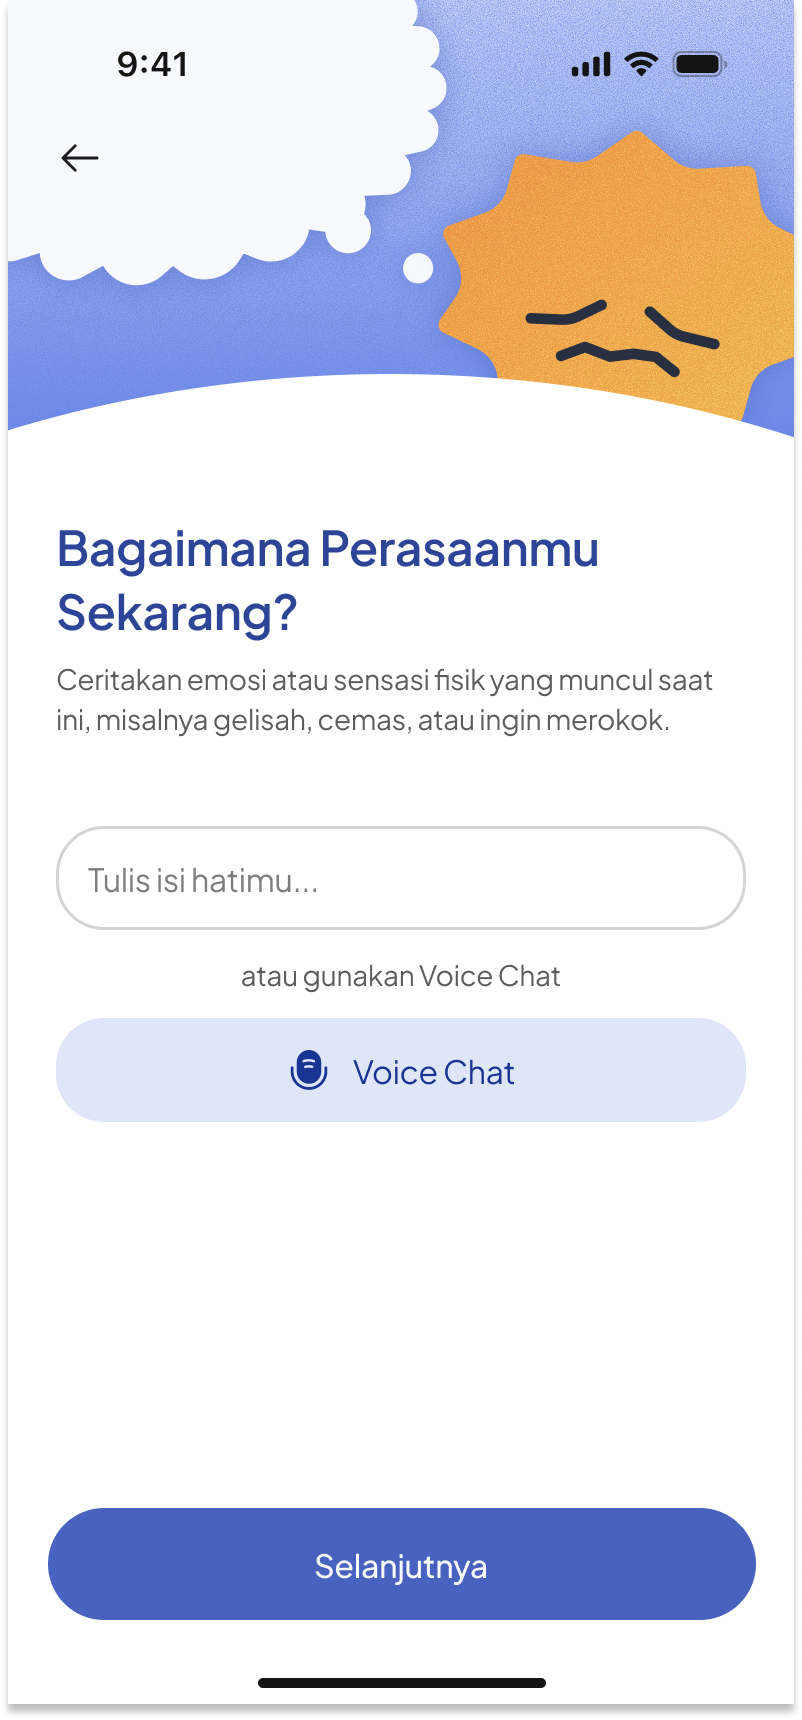 9:41
Bagaimana Perasaanmu
Sekarang?
Ceritakan emosi atau sensasi fisik yang muncul saat
ini, misalnya gelisah, cemas, atau ingin merokok.
Tulis isi hatimu...
atau gunakan Voice Chat
Voice Chat
Selanjutnya